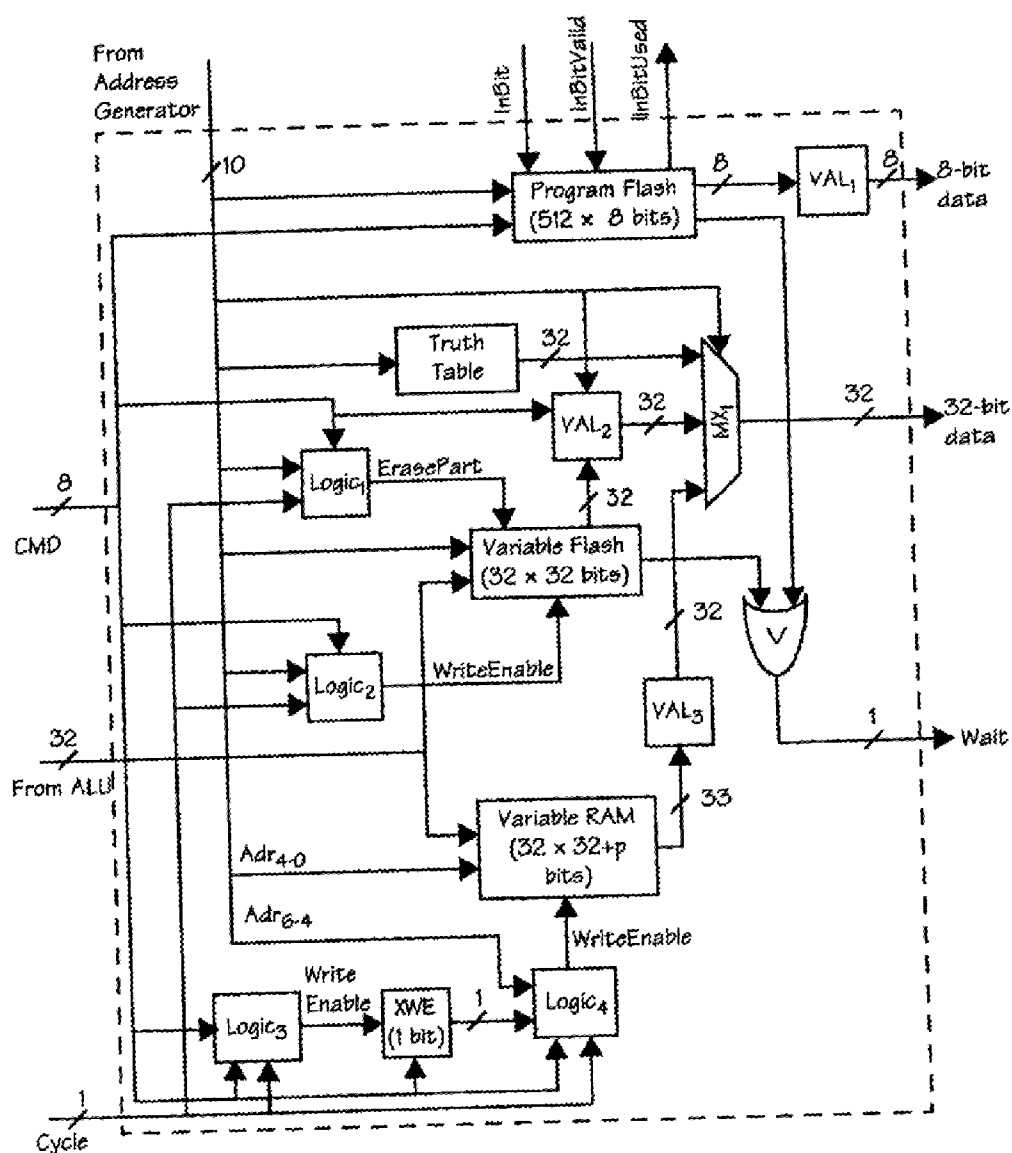 From
Address
Generator
InBit
InBitValid
InBitUsed
10
8
8
8-bit
data
Program Flash
(512 × 8 bits)
VAL1
Truth
Table
32
32
MX1
32
32-bit
data
VAL2
8
CMD
Logic1
ErasePart
32
Variable Flash
(32 × 32 bits)
32
V
Logic2
WriteEnable
VAL3
32
From ALU
1
Wait
33
Variable RAM
(32 × 32+p
bits)
Adr4-0
Adr6-4
WriteEnable
Write
Enable
Logic3
XWE
(1 bit)
1
Logic4
1
Cycle